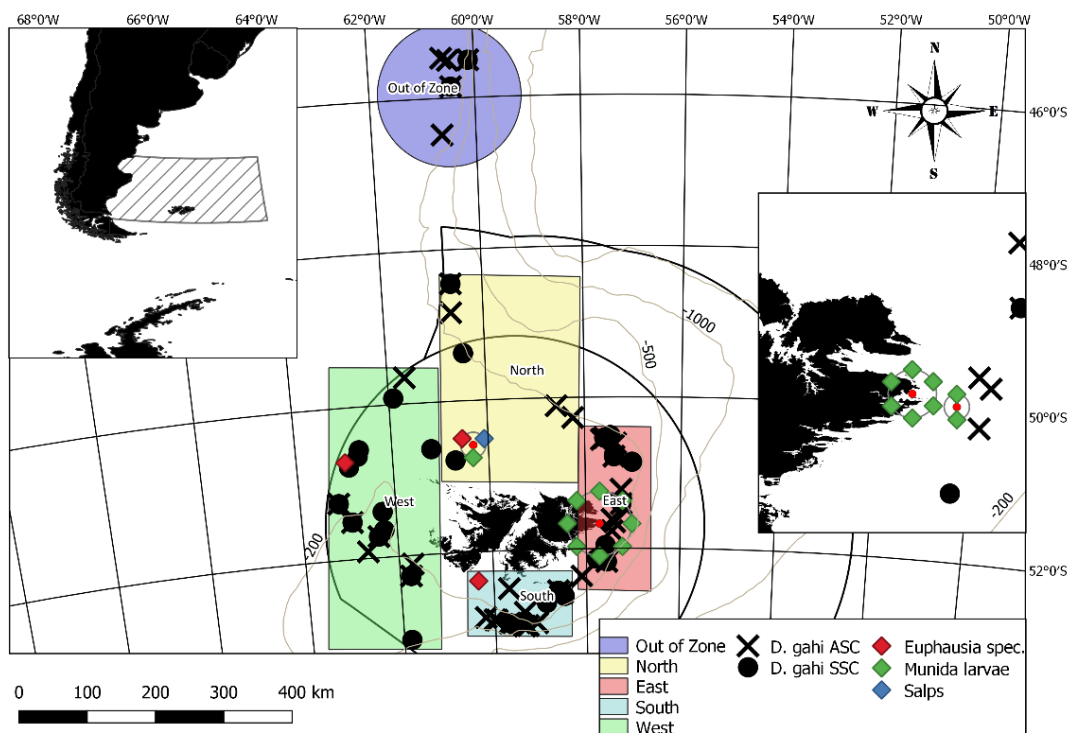 68°0'W 66°0'W 62°0'W 60°0'W 58°0'W 56°0'W 54°0'W 52°0'W 50°0'W
Out of Zone
N
W E
S
46°0'S
48°0'S
-1000
-500
North
50°0'S
West
East
-200
-200
52°0'S
South
Out of Zone
North
East
South
West
D. gahi ASC
D. gahi SSC
Euphausia spec.
Munida larvae
Salps
0 100 200 300 400 km